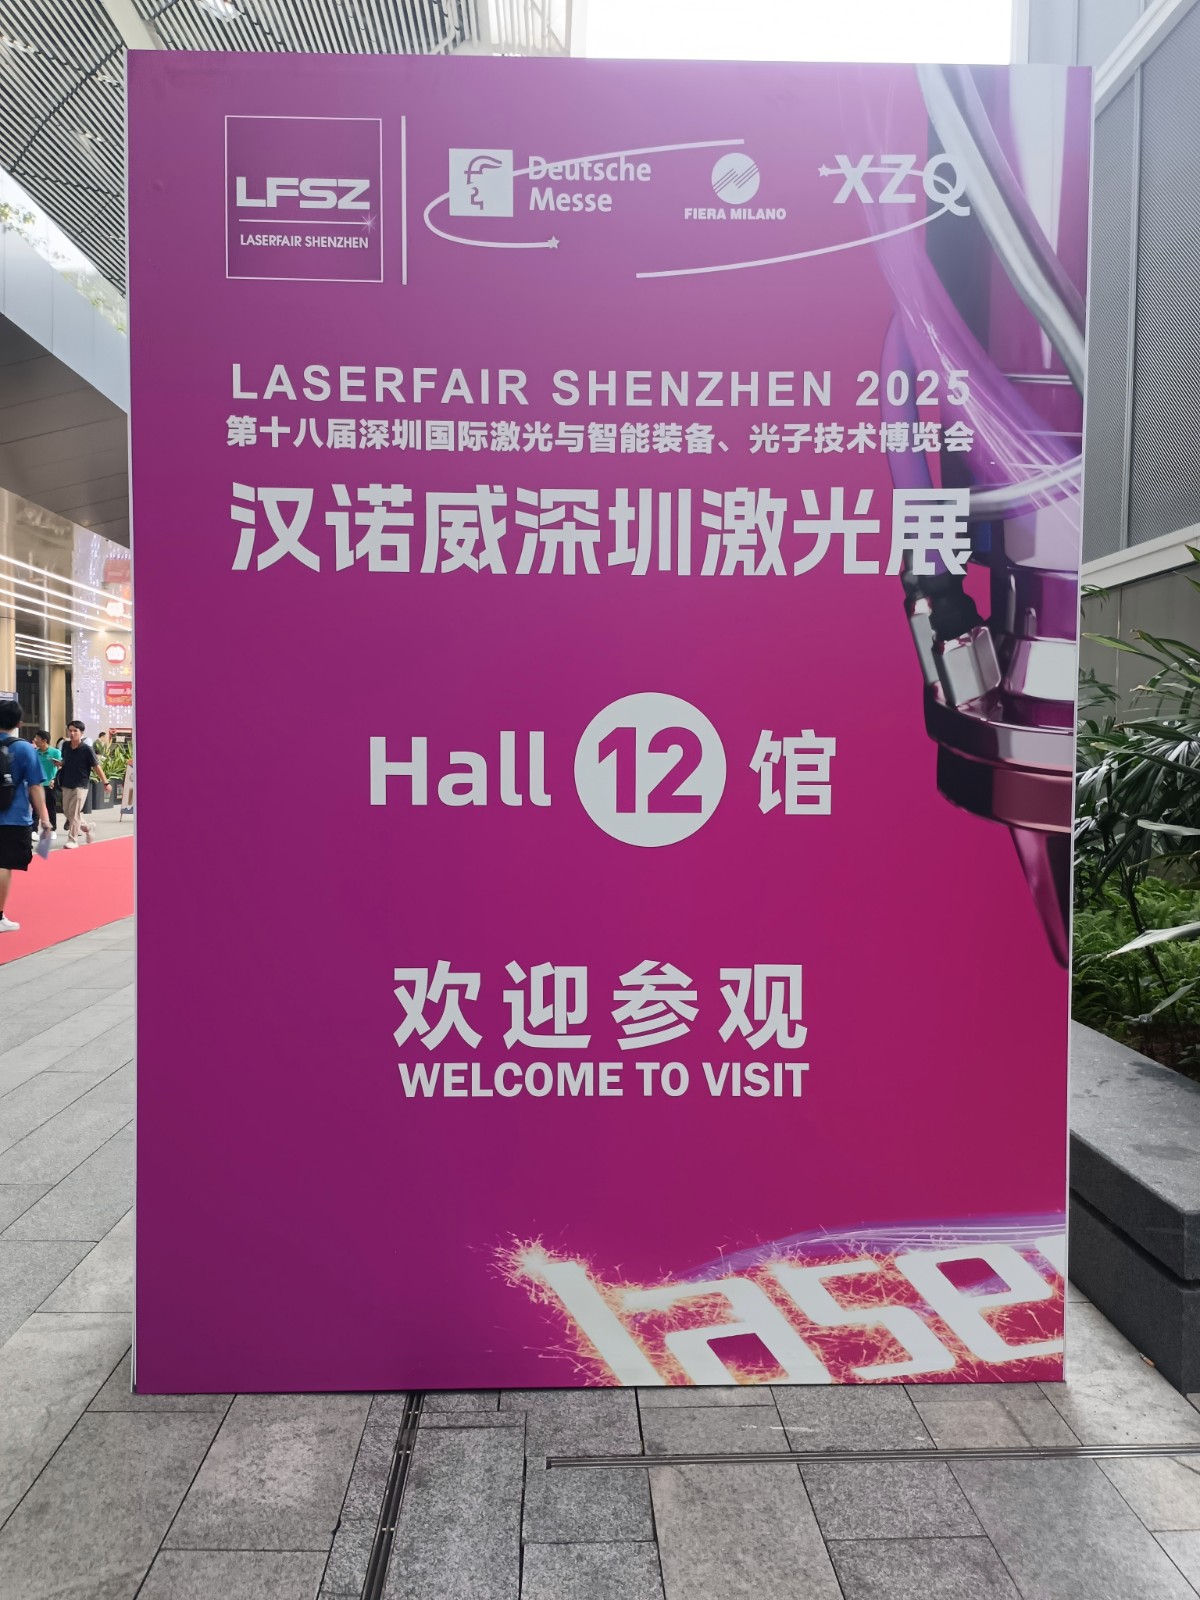 LFSZ
LASERFAIR SHENZHEN
Deutsche
Messe
FIERA MILANO
XZQ
LASERFAIR SHENZHEN 2025
第十八届深圳国际激光与智能装备、光子技术博览会
汉诺威深圳激光展
Hall 12 馆
欢迎参观
WELCOME TO VISIT
lase